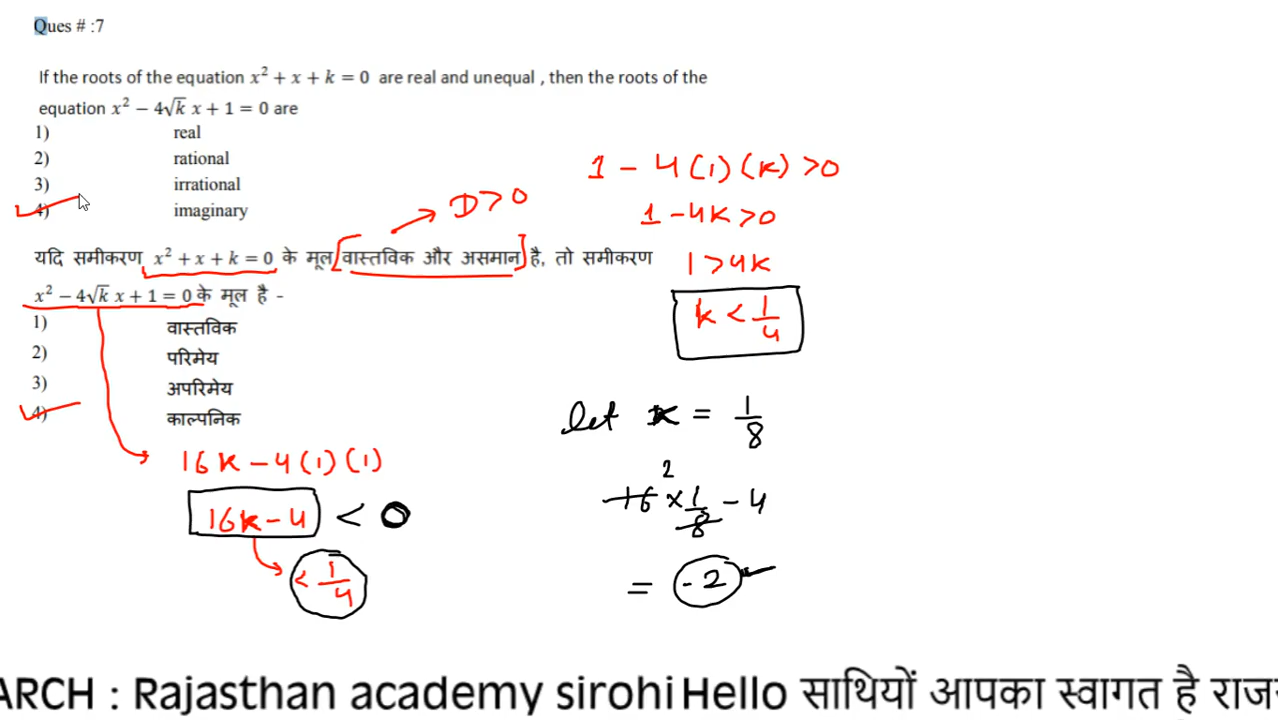 Ques # :7
If the roots of the equation x² + x + k = 0 are real and unequal , then the roots of the
equation x² − 4√k x + 1 = 0 are
1) real
2) rational
3) irrational
4) imaginary
यदि समीकरण x² + x + k = 0 के मूल [वास्तविक और असमान] है, तो समीकरण
x² − 4√k x + 1 = 0 के मूल है -
1) वास्तविक
2) परिमेय
3) अपरिमेय
4) काल्पनिक
D > 0
16k − 4 (1) (1)
16k − 4 < 0
< 1/4
1 − 4 (1) (k) > 0
1 − 4k > 0
1 > 4k
k < 1/4
let k = 1/8
2
16 × 1/8 − 4
= -2
ARCH : Rajasthan academy sirohi Hello साथियों आपका स्वागत है